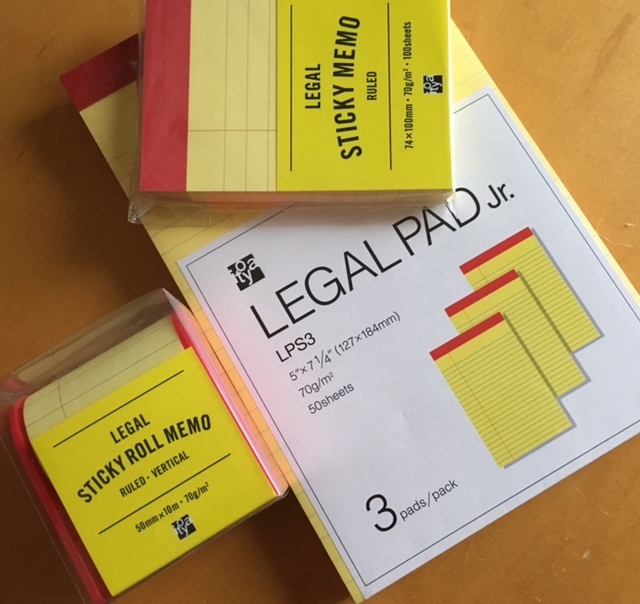 LEGAL
STICKY MEMO
RULED
74×100mm・70g/m²・100sheets
LEGAL PAD Jr.
LPS3
5"×7 1/4" (127×184mm)
70g/m²
50sheets
3 pads/pack
LEGAL
STICKY ROLL MEMO
RULED・VERTICAL
50mm×10m・70g/m²